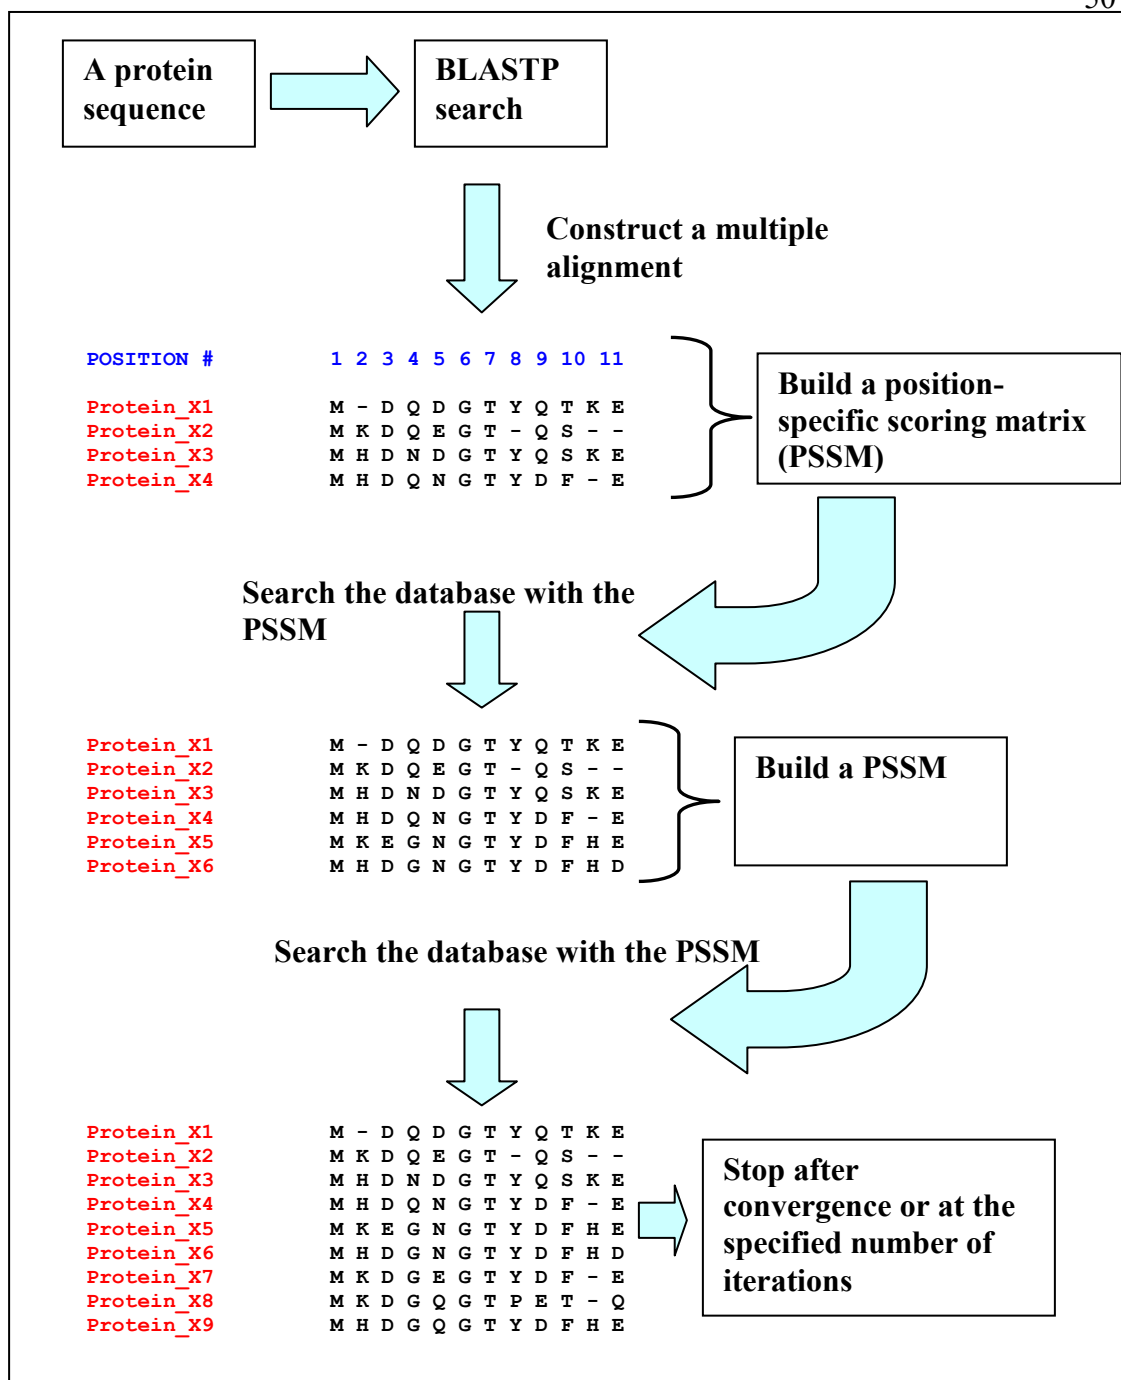 50
A protein
sequence
BLASTP
search
Construct a multiple
alignment
POSITION # 1 2 3 4 5 6 7 8 9 10 11
Protein_X1 M - D Q D G T Y Q T K E
Protein_X2 M K D Q E G T - Q S - -
Protein_X3 M H D N D G T Y Q S K E
Protein_X4 M H D Q N G T Y D F - E
Build a position-
specific scoring matrix
(PSSM)
Search the database with the
PSSM
Protein_X1 M - D Q D G T Y Q T K E
Protein_X2 M K D Q E G T - Q S - -
Protein_X3 M H D N D G T Y Q S K E
Protein_X4 M H D Q N G T Y D F - E
Protein_X5 M K E G N G T Y D F H E
Protein_X6 M H D G N G T Y D F H D
Build a PSSM
Search the database with the PSSM
Protein_X1 M - D Q D G T Y Q T K E
Protein_X2 M K D Q E G T - Q S - -
Protein_X3 M H D N D G T Y Q S K E
Protein_X4 M H D Q N G T Y D F - E
Protein_X5 M K E G N G T Y D F H E
Protein_X6 M H D G N G T Y D F H D
Protein_X7 M K D G E G T Y D F - E
Protein_X8 M K D G Q G T P E T - Q
Protein_X9 M H D G Q G T Y D F H E
Stop after
convergence or at the
specified number of
iterations